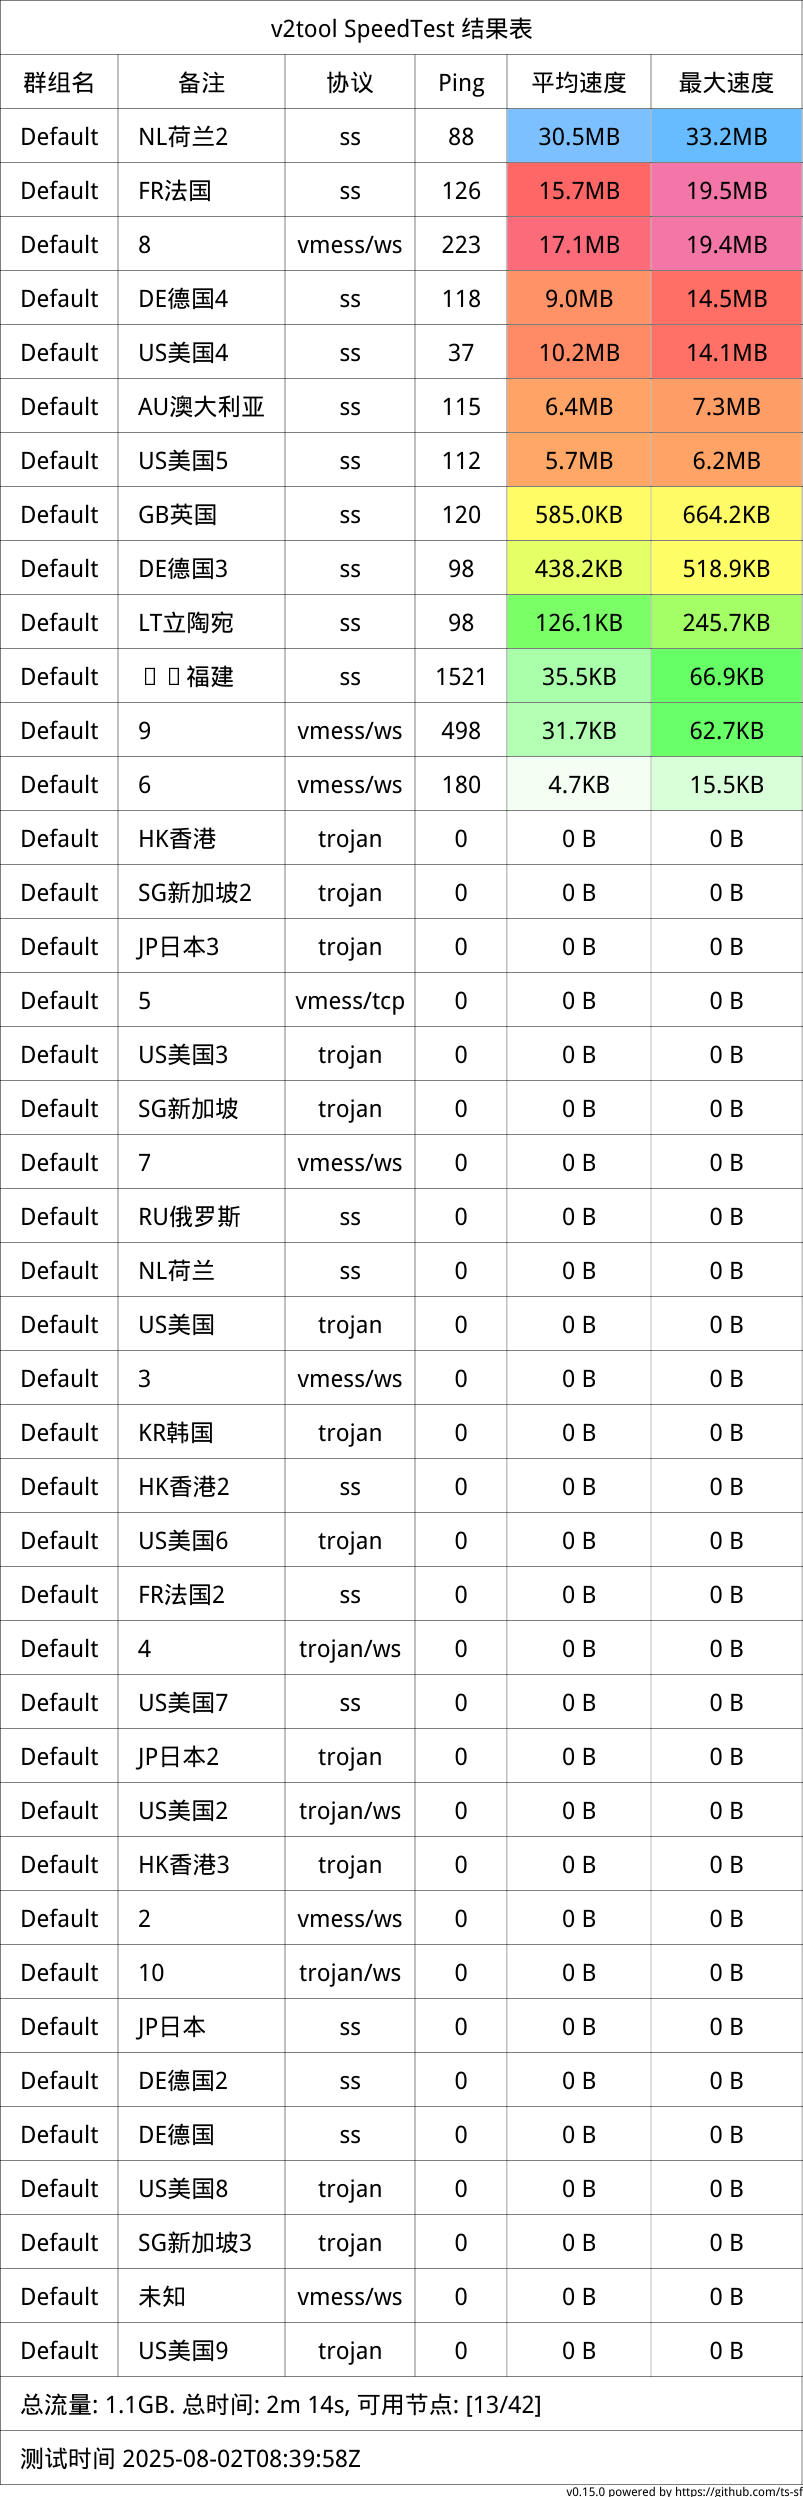 v2tool SpeedTest 结果表
群组名 备注 协议 Ping 平均速度 最大速度
Default NL荷兰2 ss 88 30.5MB 33.2MB
Default FR法国 ss 126 15.7MB 19.5MB
Default 8 vmess/ws 223 17.1MB 19.4MB
Default DE德国4 ss 118 9.0MB 14.5MB
Default US美国4 ss 37 10.2MB 14.1MB
Default AU澳大利亚 ss 115 6.4MB 7.3MB
Default US美国5 ss 112 5.7MB 6.2MB
Default GB英国 ss 120 585.0KB 664.2KB
Default DE德国3 ss 98 438.2KB 518.9KB
Default LT立陶宛 ss 98 126.1KB 245.7KB
Default 福建 ss 1521 35.5KB 66.9KB
Default 9 vmess/ws 498 31.7KB 62.7KB
Default 6 vmess/ws 180 4.7KB 15.5KB
Default HK香港 trojan 0 0 B 0 B
Default SG新加坡2 trojan 0 0 B 0 B
Default JP日本3 trojan 0 0 B 0 B
Default 5 vmess/tcp 0 0 B 0 B
Default US美国3 trojan 0 0 B 0 B
Default SG新加坡 trojan 0 0 B 0 B
Default 7 vmess/ws 0 0 B 0 B
Default RU俄罗斯 ss 0 0 B 0 B
Default NL荷兰 ss 0 0 B 0 B
Default US美国 trojan 0 0 B 0 B
Default 3 vmess/ws 0 0 B 0 B
Default KR韩国 trojan 0 0 B 0 B
Default HK香港2 ss 0 0 B 0 B
Default US美国6 trojan 0 0 B 0 B
Default FR法国2 ss 0 0 B 0 B
Default 4 trojan/ws 0 0 B 0 B
Default US美国7 ss 0 0 B 0 B
Default JP日本2 trojan 0 0 B 0 B
Default US美国2 trojan/ws 0 0 B 0 B
Default HK香港3 trojan 0 0 B 0 B
Default 2 vmess/ws 0 0 B 0 B
Default 10 trojan/ws 0 0 B 0 B
Default JP日本 ss 0 0 B 0 B
Default DE德国2 ss 0 0 B 0 B
Default DE德国 ss 0 0 B 0 B
Default US美国8 trojan 0 0 B 0 B
Default SG新加坡3 trojan 0 0 B 0 B
Default 未知 vmess/ws 0 0 B 0 B
Default US美国9 trojan 0 0 B 0 B
总流量: 1.1GB. 总时间: 2m 14s, 可用节点: [13/42]
测试时间 2025-08-02T08:39:58Z
v0.15.0 powered by https://github.com/ts-sf